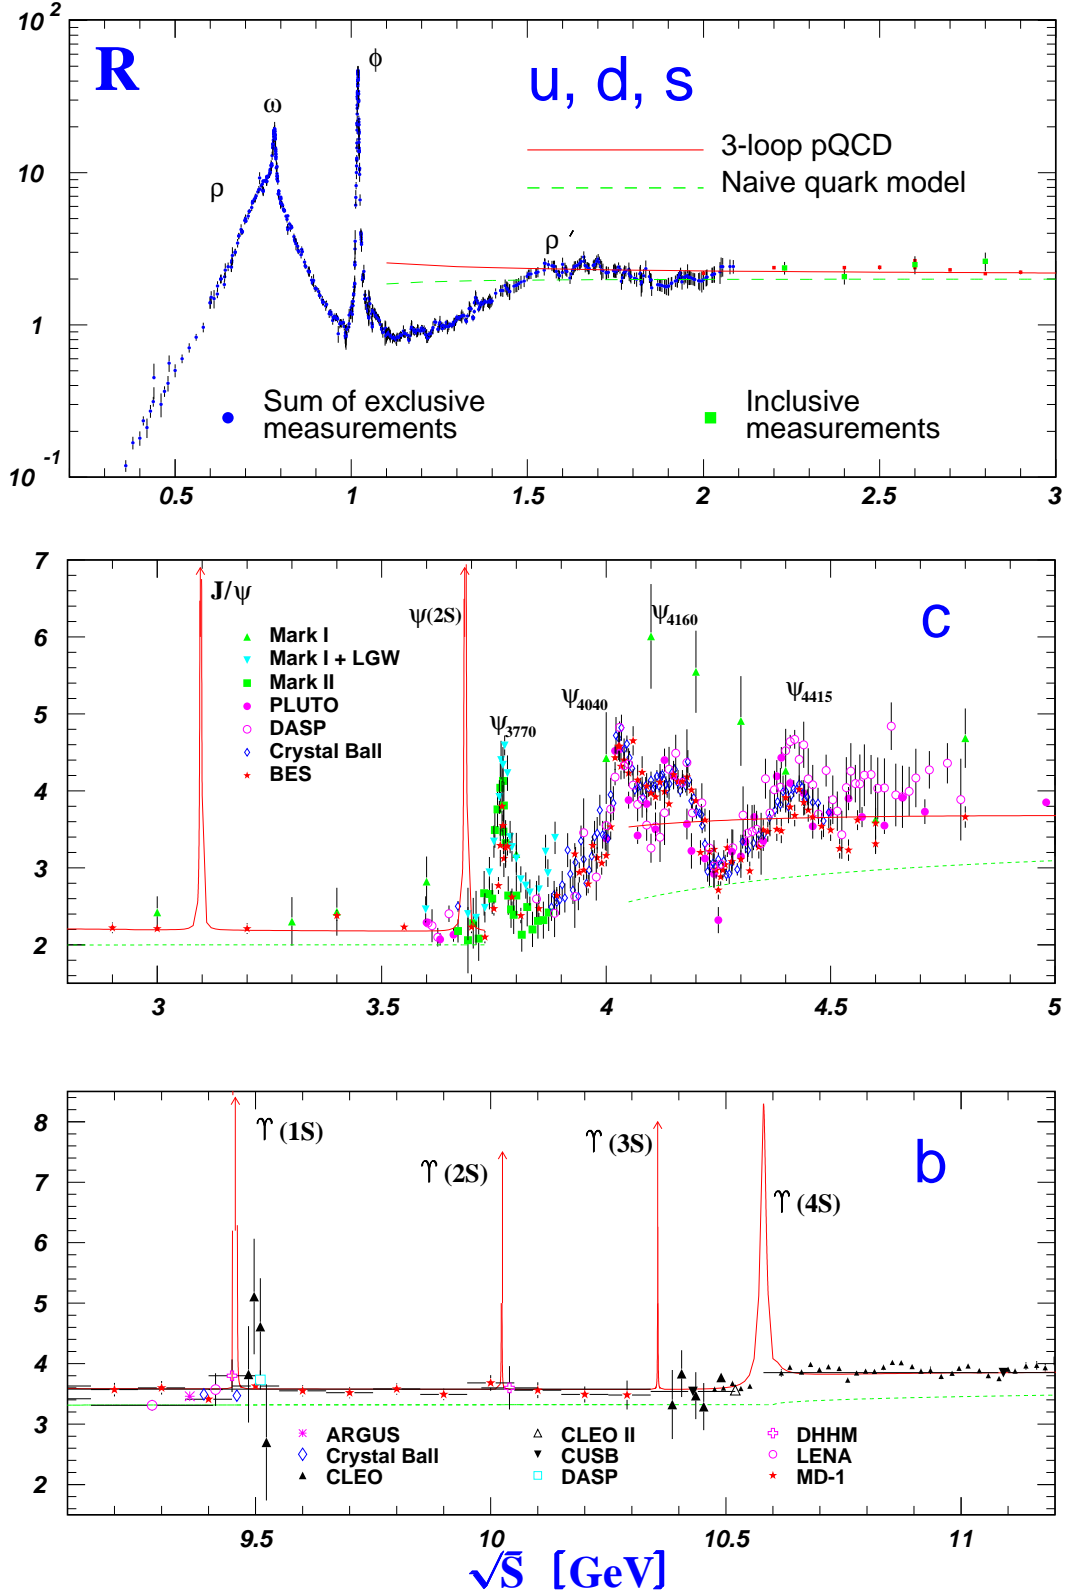 10²
R
ϕ
u, d, s
ω
3-loop pQCD
10
ρ
Naive quark model
ρ ′
1
Sum of exclusive
measurements
Inclusive
measurements
10⁻¹
0.5
1
1.5
2
2.5
3
7
J/ψ
ψ(2S)
ψ₄₁₆₀
c
6
Mark I
Mark I + LGW
Mark II
PLUTO
DASP
Crystal Ball
BES
ψ₃₇₇₀
ψ₄₀₄₀
ψ₄₄₁₅
5
4
3
2
3
3.5
4
4.5
5
8
ϒ (1S)
ϒ (2S)
ϒ (3S)
b
ϒ (4S)
7
6
5
4
3
2
ARGUS
Crystal Ball
CLEO
CLEO II
CUSB
DASP
DHHM
LENA
MD-1
9.5
10
10.5
11
√S̄ [GeV]